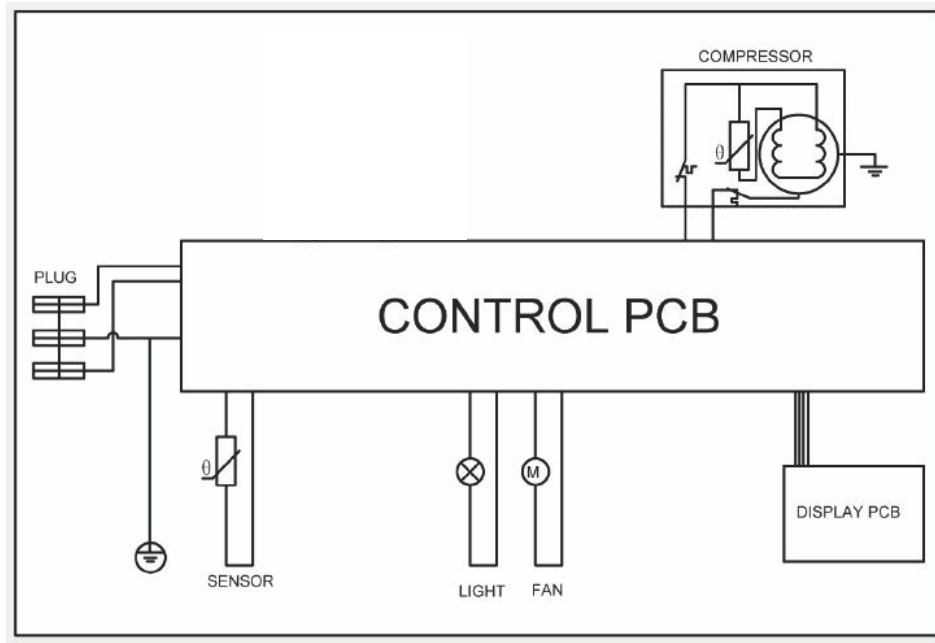 COMPRESSOR
θ
PLUG
CONTROL PCB
θ
M
DISPLAY PCB
SENSOR
LIGHT
FAN